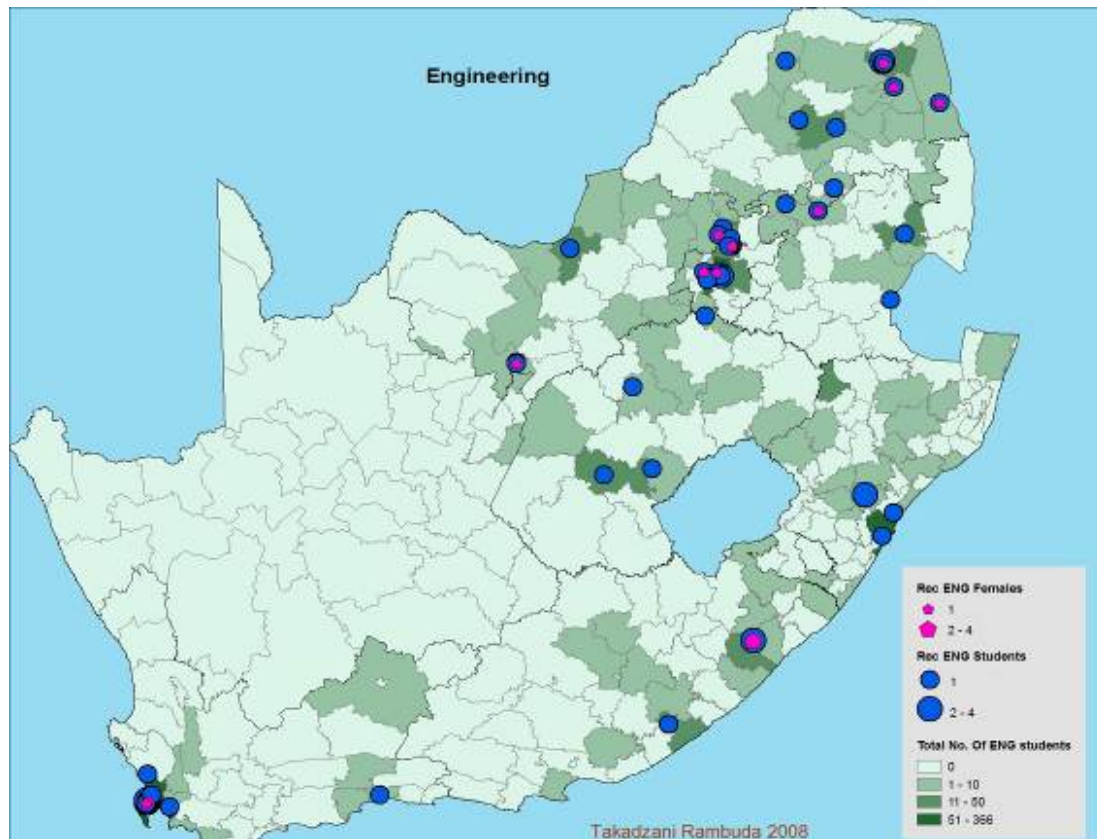 Engineering
Rec ENG Females
1
2 - 4
Rec ENG Students
1
2 - 4
Total No. Of ENG students
0
1 - 10
11 - 50
51 - 366
Takadzani Rambuda 2008